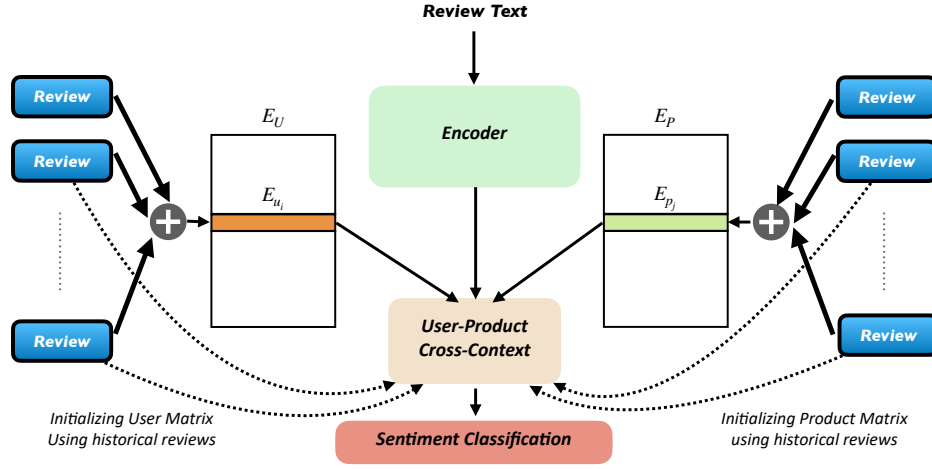 Review Text
Review
Review
Review
E_U
E_{u_i}
Encoder
E_P
E_{p_j}
Review
Review
Review
User-Product
Cross-Context
Initializing User Matrix
Using historical reviews
Initializing Product Matrix
using historical reviews
Sentiment Classification